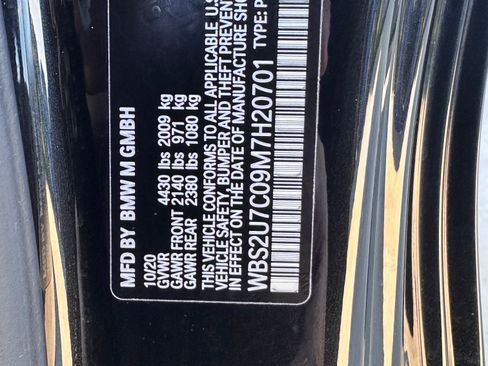 MFD BY BMW M GMBH
10/20
GVWR 4430 lbs 2009 kg
GAWR FRONT 2140 lbs 971 kg
GAWR REAR 2380 lbs 1080 kg
THIS VEHICLE CONFORMS TO ALL APPLICABLE U.S
VEHICLE SAFETY, BUMPER AND THEFT PREVENT
IN EFFECT ON THE DATE OF MANUFACTURE SHO
WBS2U7C09M7H20701 TYPE: P